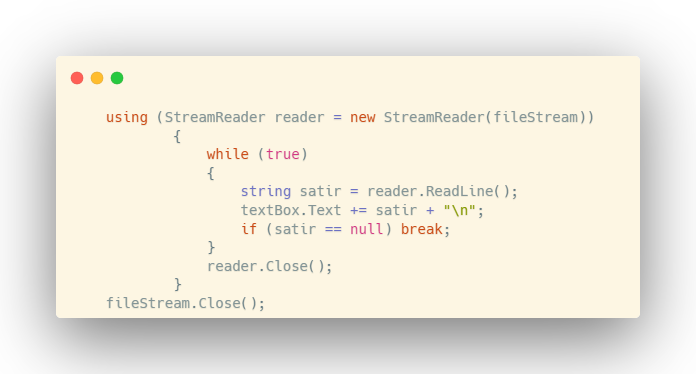 using (StreamReader reader = new StreamReader(fileStream))
{
while (true)
{
string satir = reader.ReadLine();
textBox.Text += satir + "\n";
if (satir == null) break;
}
reader.Close();
}
fileStream.Close();